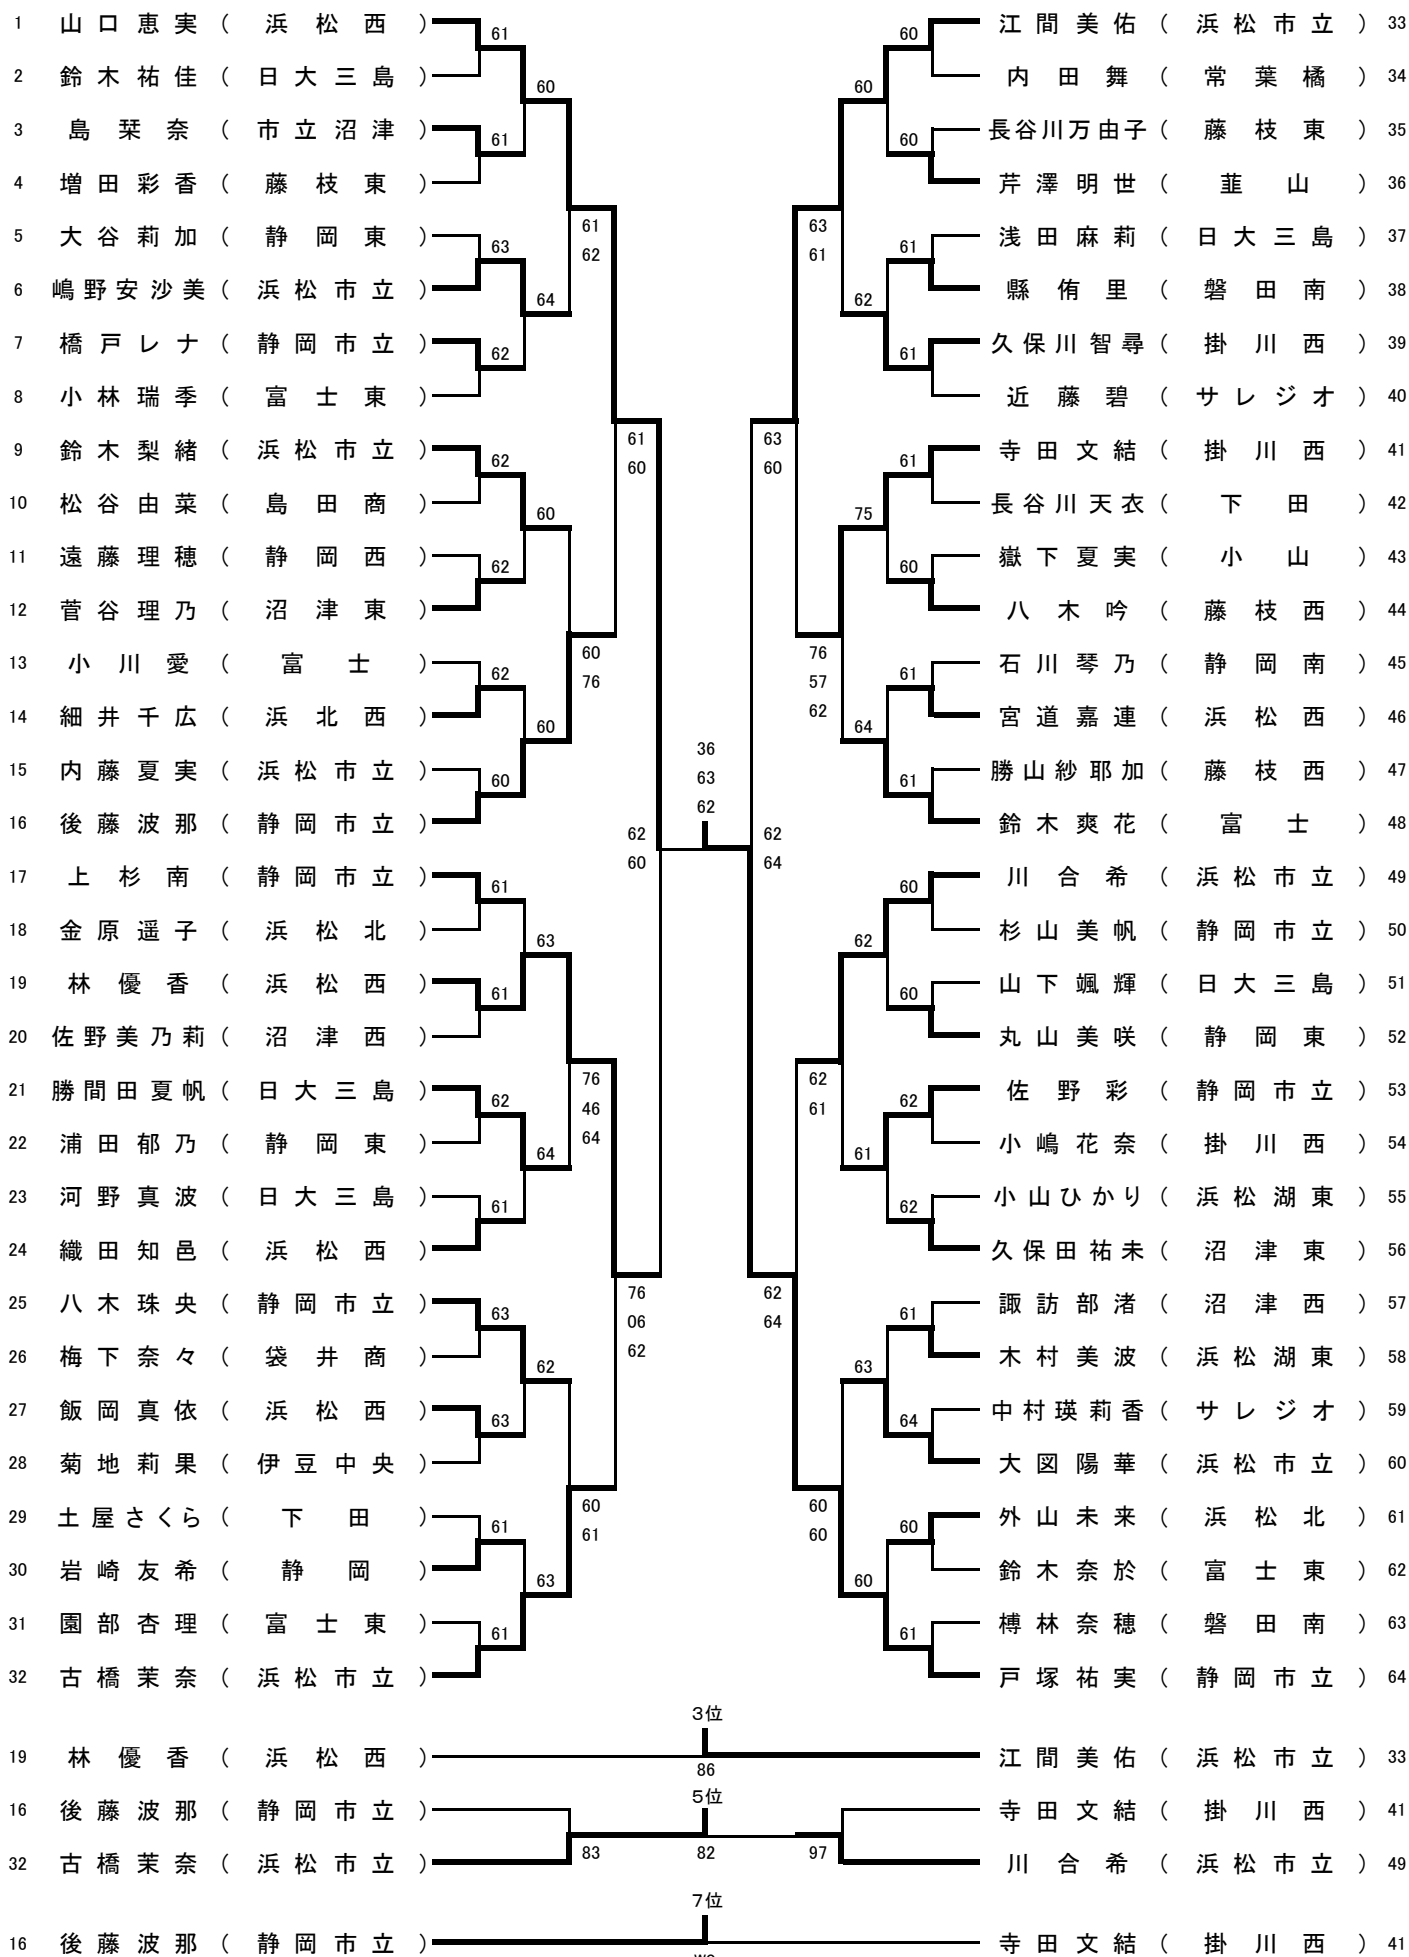 1 山口恵実 ( 浜松西 ) 61 60 江間美佑 ( 浜松市立 ) 33
2 鈴木祐佳 ( 日大三島 ) 60 60 内田舞 ( 常葉橘 ) 34
3 島栞奈 ( 市立沼津 ) 61 60 長谷川万由子 ( 藤枝東 ) 35
4 増田彩香 ( 藤枝東 ) 芹澤明世 ( 韮山 ) 36
61 63
5 大谷莉加 ( 静岡東 ) 63 62 61 61 浅田麻莉 ( 日大三島 ) 37
6 嶋野安沙美 ( 浜松市立 ) 64 62 縣侑里 ( 磐田南 ) 38
7 橋戸レナ ( 静岡市立 ) 62 61 久保川智尋 ( 掛川西 ) 39
8 小林瑞季 ( 富士東 ) 近藤碧 ( サレジオ ) 40
61 63
9 鈴木梨緒 ( 浜松市立 ) 62 60 60 61 寺田文結 ( 掛川西 ) 41
10 松谷由菜 ( 島田商 ) 60 75 長谷川天衣 ( 下田 ) 42
11 遠藤理穂 ( 静岡西 ) 62 60 嶽下夏実 ( 小山 ) 43
12 菅谷理乃 ( 沼津東 ) 八木吟 ( 藤枝西 ) 44
60 76
13 小川愛 ( 富士 ) 62 76 57 61 石川琴乃 ( 静岡南 ) 45
14 細井千広 ( 浜北西 ) 60 62 64 宮道嘉連 ( 浜松西 ) 46
36
15 内藤夏実 ( 浜松市立 ) 60 63 61 勝山紗耶加 ( 藤枝西 ) 47
62
16 後藤波那 ( 静岡市立 ) 62 62 鈴木爽花 ( 富士 ) 48
60 64
17 上杉南 ( 静岡市立 ) 61 60 川合希 ( 浜松市立 ) 49
18 金原遥子 ( 浜松北 ) 63 62 杉山美帆 ( 静岡市立 ) 50
19 林優香 ( 浜松西 ) 61 60 山下颯輝 ( 日大三島 ) 51
20 佐野美乃莉 ( 沼津西 ) 丸山美咲 ( 静岡東 ) 52
76 62
21 勝間田夏帆 ( 日大三島 ) 62 46 61 62 佐野彩 ( 静岡市立 ) 53
22 浦田郁乃 ( 静岡東 ) 64 64 61 小嶋花奈 ( 掛川西 ) 54
23 河野真波 ( 日大三島 ) 61 62 小山ひかり ( 浜松湖東 ) 55
24 織田知邑 ( 浜松西 ) 久保田祐未 ( 沼津東 ) 56
76 62
25 八木珠央 ( 静岡市立 ) 63 06 64 61 諏訪部渚 ( 沼津西 ) 57
26 梅下奈々 ( 袋井商 ) 62 62 63 木村美波 ( 浜松湖東 ) 58
27 飯岡真依 ( 浜松西 ) 63 64 中村瑛莉香 ( サレジオ ) 59
28 菊地莉果 ( 伊豆中央 ) 大図陽華 ( 浜松市立 ) 60
60 60
29 土屋さくら ( 下田 ) 61 61 60 60 外山未来 ( 浜松北 ) 61
30 岩崎友希 ( 静岡 ) 63 60 鈴木奈於 ( 富士東 ) 62
31 園部杏理 ( 富士東 ) 61 61 榑林奈穂 ( 磐田南 ) 63
32 古橋茉奈 ( 浜松市立 ) 戸塚祐実 ( 静岡市立 ) 64
3位
19 林優香 ( 浜松西 ) 86 江間美佑 ( 浜松市立 ) 33
5位
16 後藤波那 ( 静岡市立 ) 寺田文結 ( 掛川西 ) 41
83 82 97
32 古橋茉奈 ( 浜松市立 ) 川合希 ( 浜松市立 ) 49
7位
16 後藤波那 ( 静岡市立 ) 寺田文結 ( 掛川西 ) 41